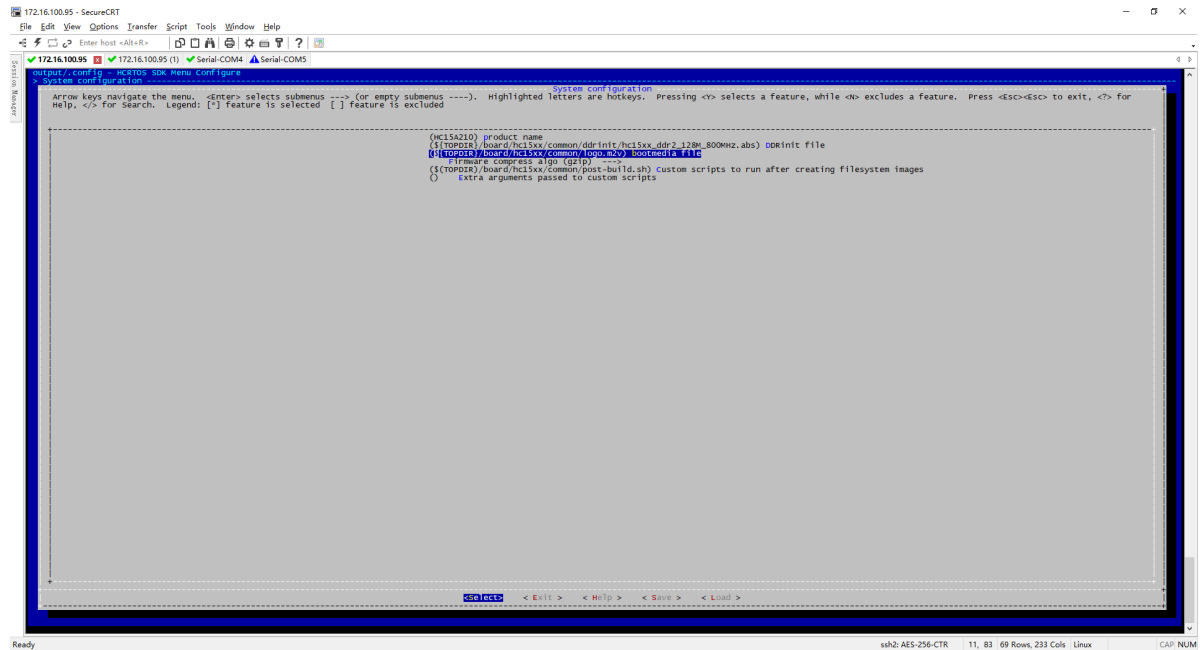 172.16.100.95 - SecureCRT
File Edit View Options Transfer Script Tools Window Help
Enter host <Alt+R>
Session Manager
172.16.100.95 172.16.100.95 (1) Serial-COM4 Serial-COM5
output/.config - HCRTOS SDK Menu Configure
> System configuration
System configuration
Arrow keys navigate the menu. <Enter> selects submenus ---> (or empty submenus ----). Highlighted letters are hotkeys. Pressing <Y> selects a feature, while <N> excludes a feature. Press <Esc><Esc> to exit, <?> for
Help, </> for Search. Legend: [*] feature is selected [ ] feature is excluded
(HC15A210) product name
(${TOPDIR}/board/hc15xx/common/ddrinit/hc15xx_ddr2_128M_800MHz.abs) DDRinit file
(${TOPDIR}/board/hc15xx/common/logo.m2v) bootmedia file
Firmware compress algo (gzip) --->
(${TOPDIR}/board/hc15xx/common/post-build.sh) Custom scripts to run after creating filesystem images
() Extra arguments passed to custom scripts
<Select> < Exit > < Help > < Save > < Load >
Ready ssh2: AES-256-CTR 11, 83 69 Rows, 233 Cols Linux CAP NUM